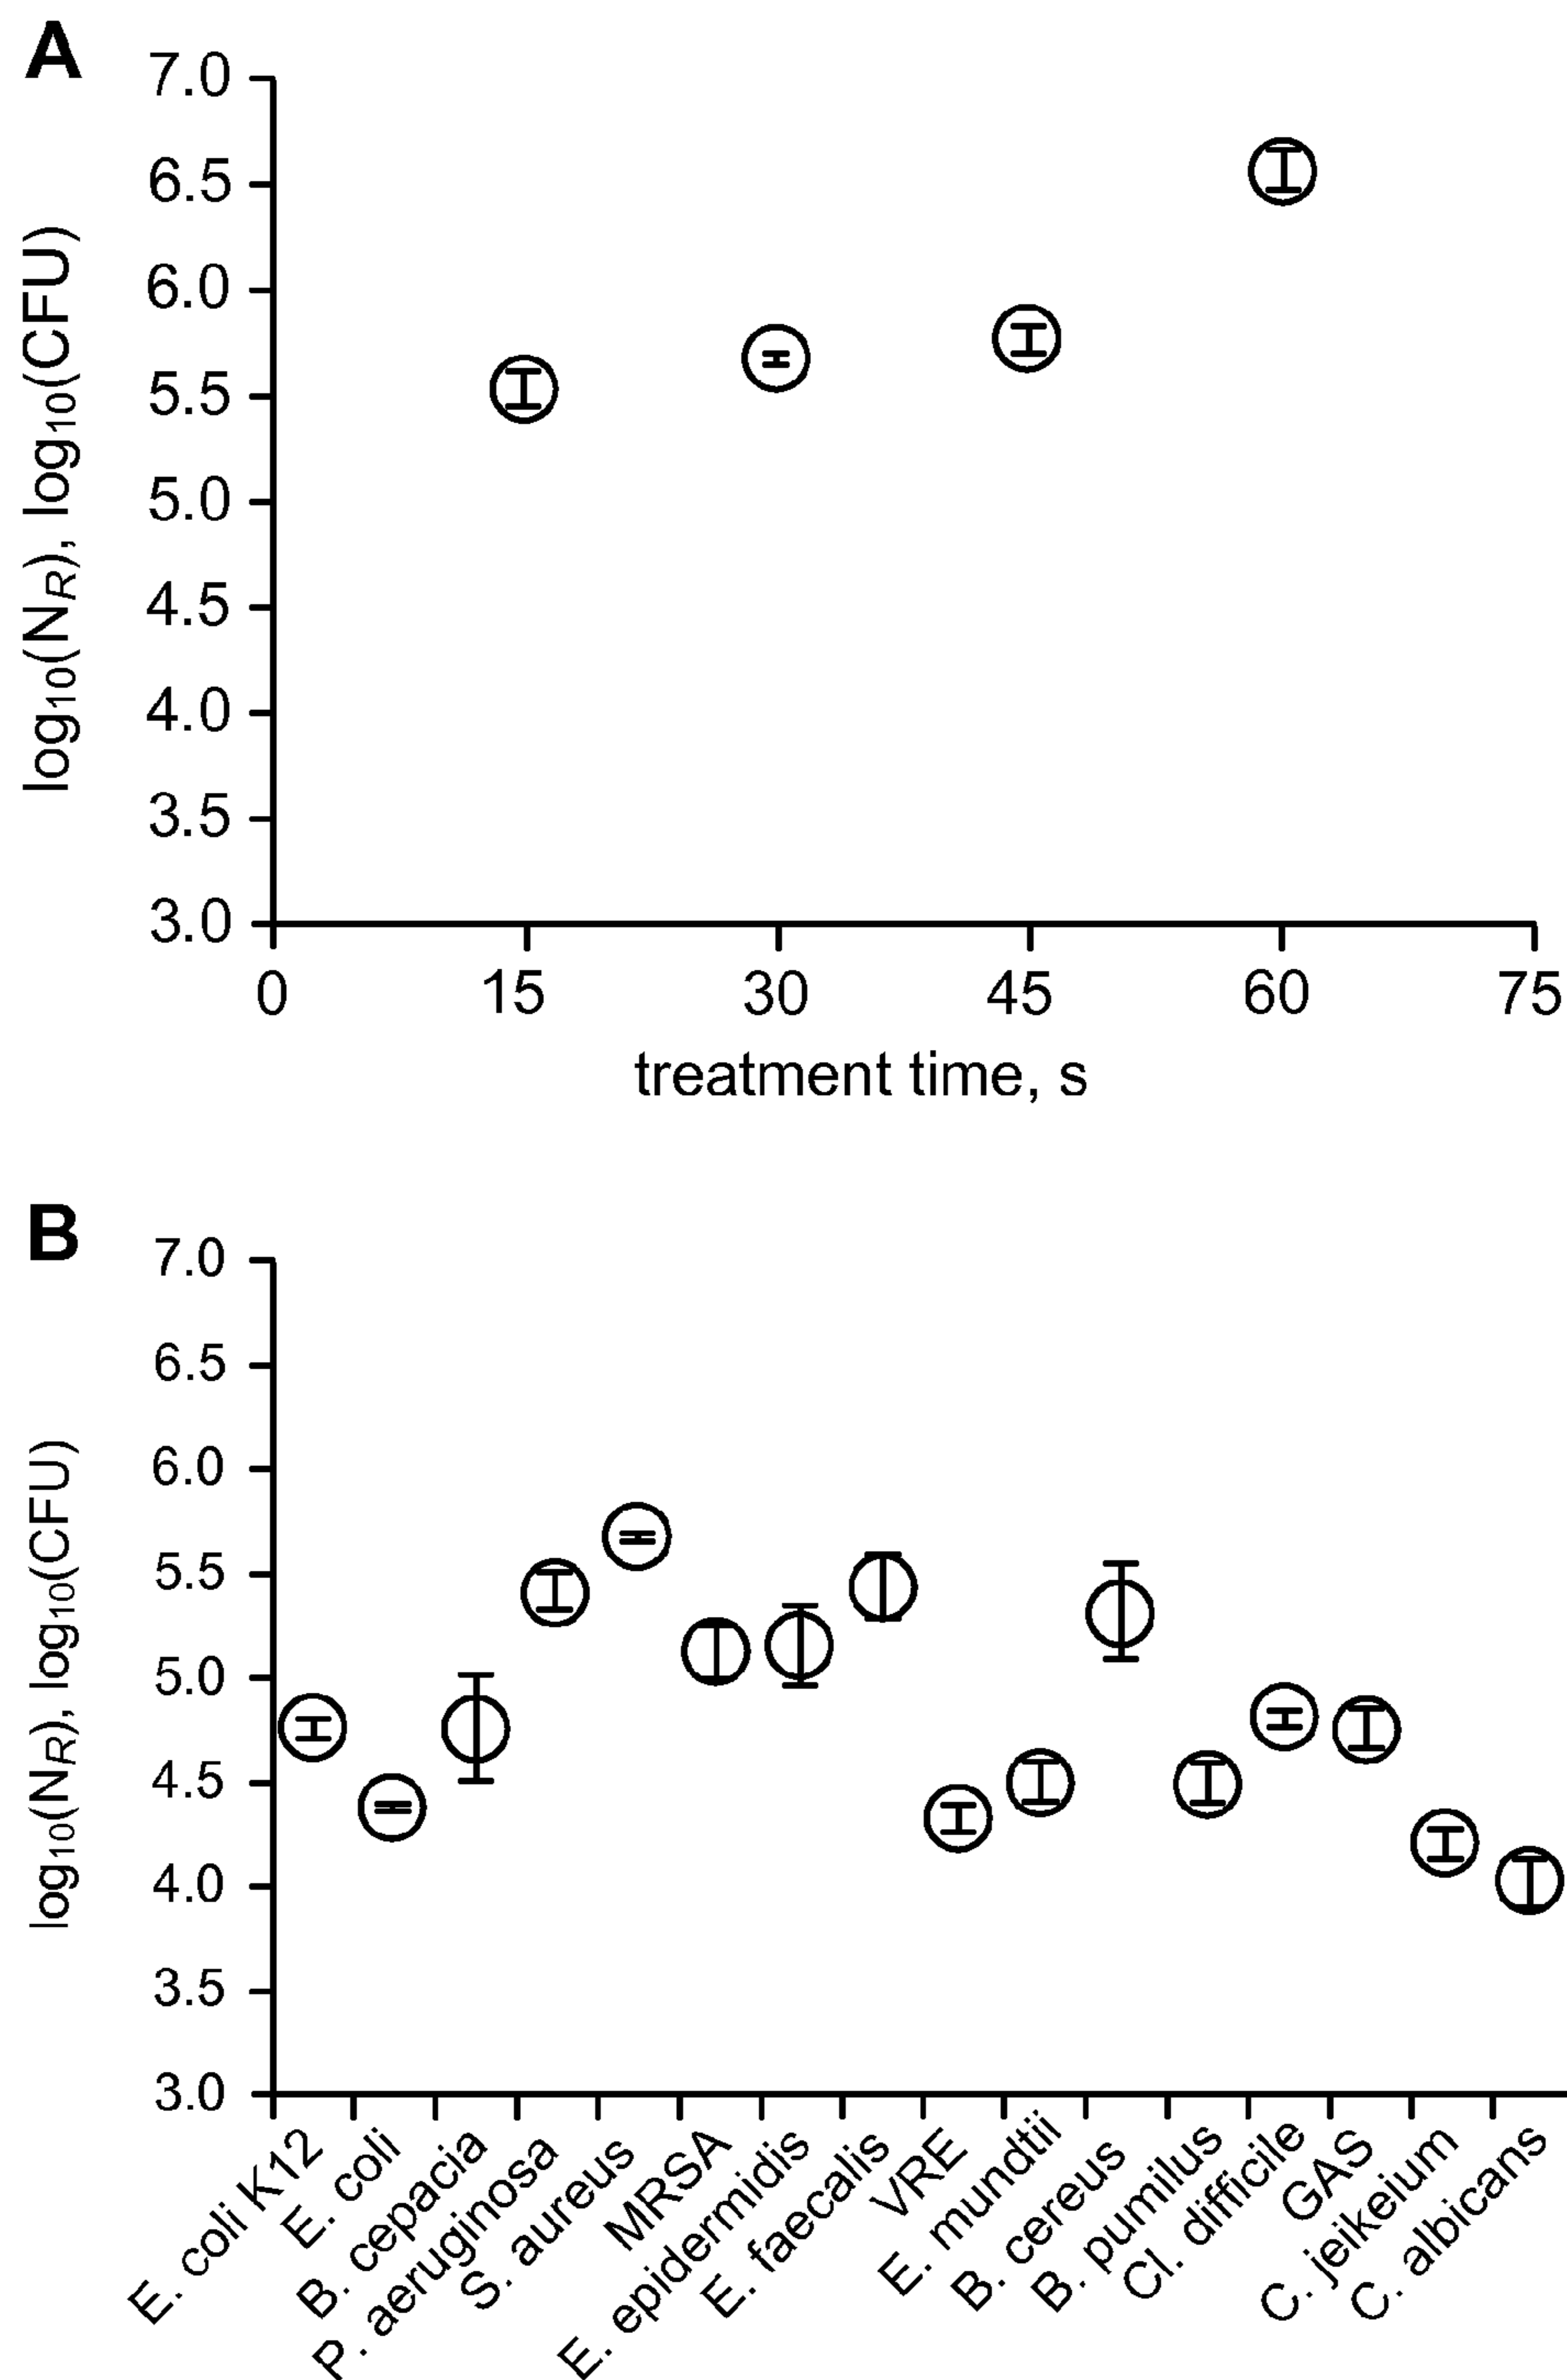 A
7.0
6.5
6.0
5.5
5.0
4.5
4.0
3.5
3.0
log10(NR), log10(CFU)
0 15 30 45 60 75
treatment time, s
B
7.0
6.5
6.0
5.5
5.0
4.5
4.0
3.5
3.0
log10(NR), log10(CFU)
E. coli K12
E. coli
B. cepacia
P. aeruginosa
S. aureus
MRSA
E. epidermidis
E. faecalis
VRE
E. mundtii
B. cereus
B. pumilus
Cl. difficile
GAS
C. jeikeium
C. albicans